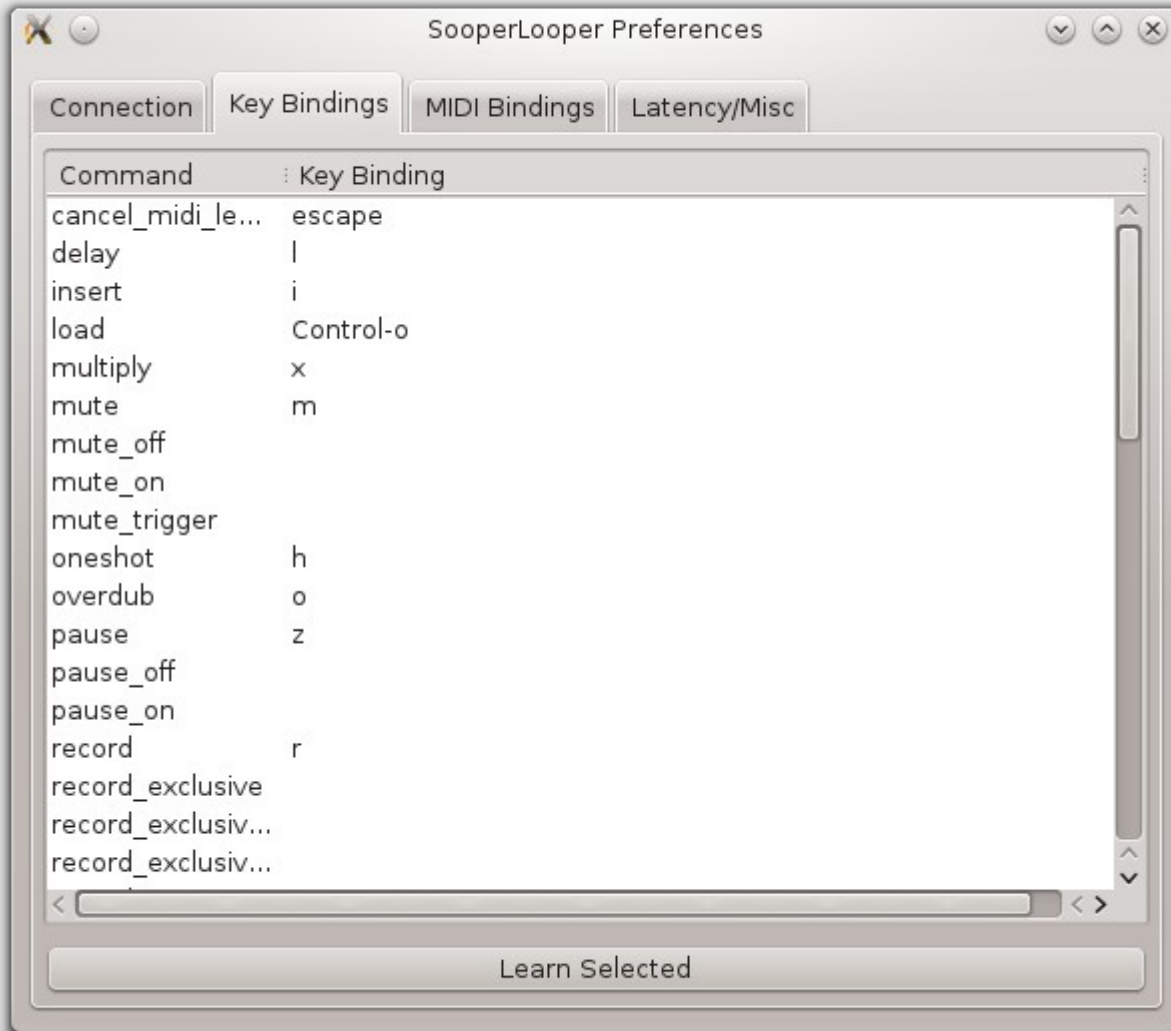 SooperLooper Preferences
Connection Key Bindings MIDI Bindings Latency/Misc
Command Key Binding
cancel_midi_le... escape
delay l
insert i
load Control-o
multiply x
mute m
mute_off
mute_on
mute_trigger
oneshot h
overdub o
pause z
pause_off
pause_on
record r
record_exclusive
record_exclusiv...
record_exclusiv...
Learn Selected